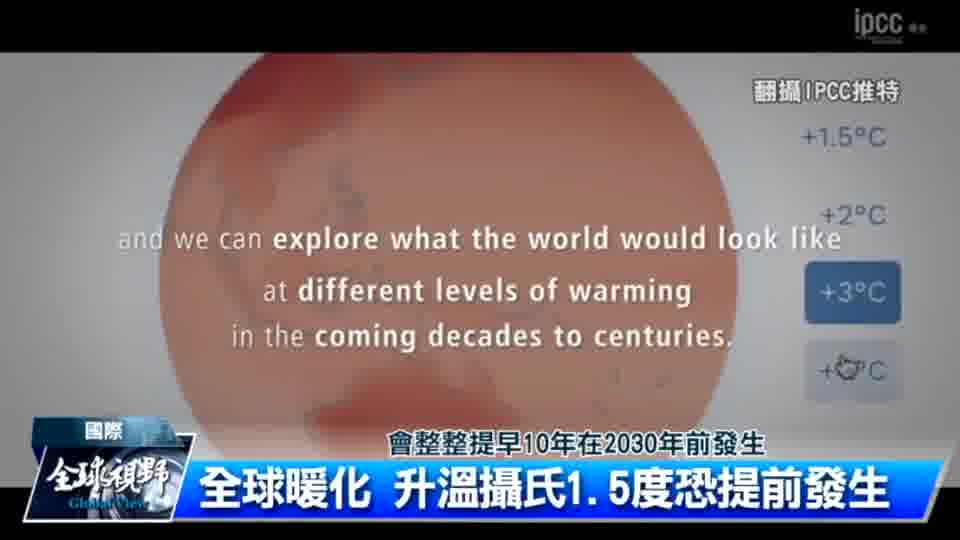 ipcc
翻攝IPCC推特
+1.5°C
+2°C
and we can explore what the world would look like
+3°C
at different levels of warming
in the coming decades to centuries.
國際
會整整提早10年在2030年前發生
全球視野
Global View
全球暖化 升溫攝氏1.5度恐提前發生